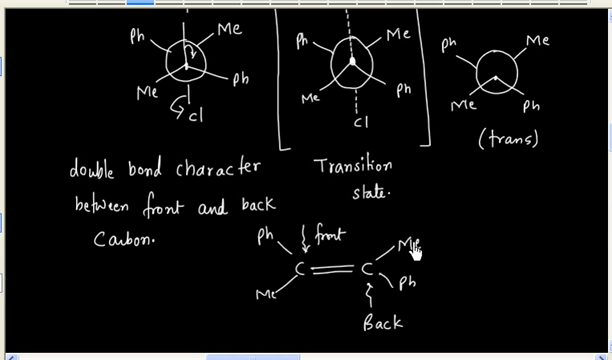 Ph Me Ph Me Ph Me
Me Ph Me Ph Me Ph
Cl Cl
(trans)
double bond character Transition
between front and back state.
Carbon.
Ph front Me
C C
Me Ph
Back